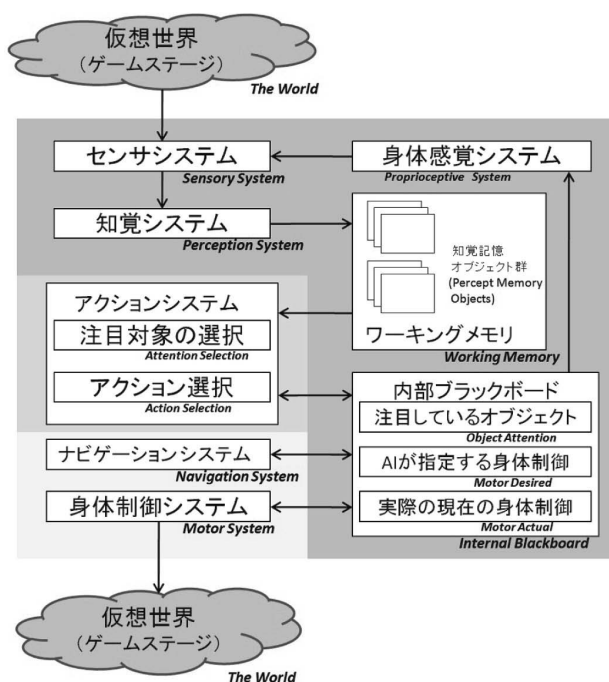 仮想世界
（ゲームステージ）
The World
センサシステム
Sensory System
身体感覚システム
Proprioceptive System
知覚システム
Perception System
知覚記憶
オブジェクト群
(Percept Memory
Objects)
ワーキングメモリ
Working Memory
アクションシステム
注目対象の選択
Attention Selection
アクション選択
Action Selection
内部ブラックボード
注目しているオブジェクト
Object Attention
ナビゲーションシステム
Navigation System
AIが指定する身体制御
Motor Desired
身体制御システム
Motor System
実際の現在の身体制御
Motor Actual
Internal Blackboard
仮想世界
（ゲームステージ）
The World